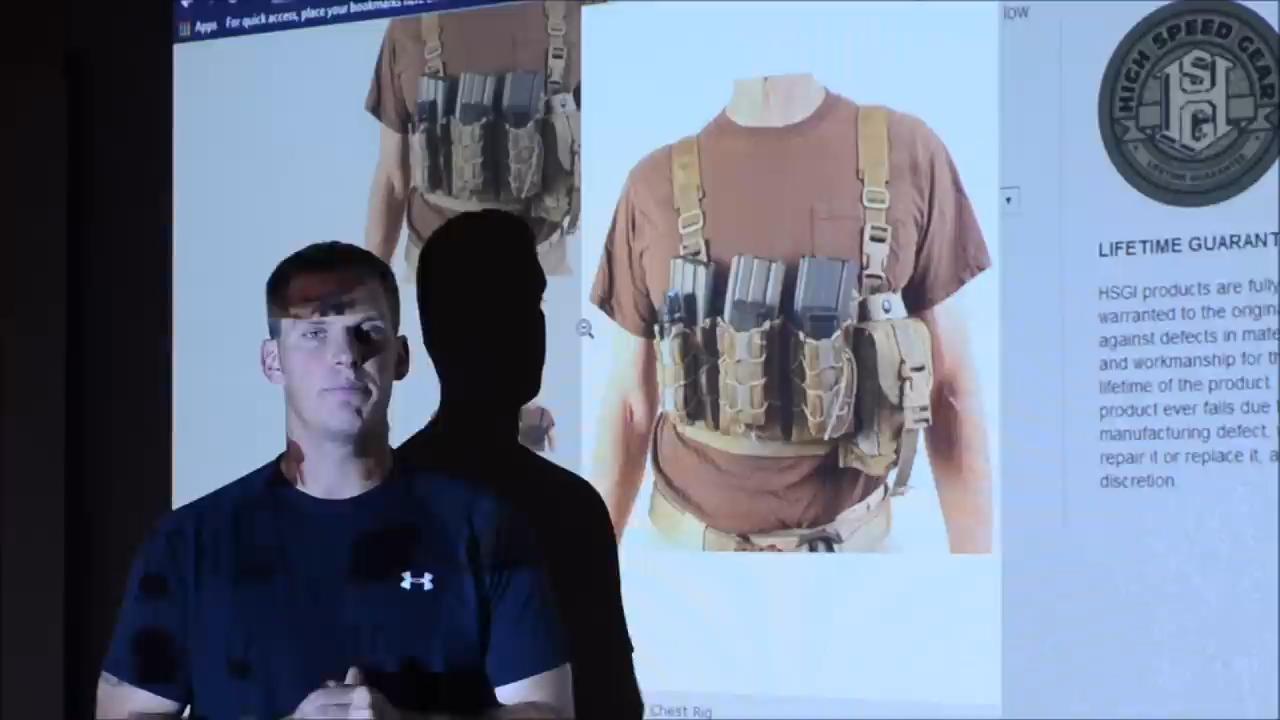 Apps For quick access, place your bookmarks here
HIGH SPEED GEAR
HSGI
LIFETIME GUARANTEE
LIFETIME GUARANT
HSGI products are fully
warranted to the origin
against defects in mate
and workmanship for th
lifetime of the product.
product ever fails due
manufacturing defect,
repair it or replace it, a
discretion.
Chest Rig